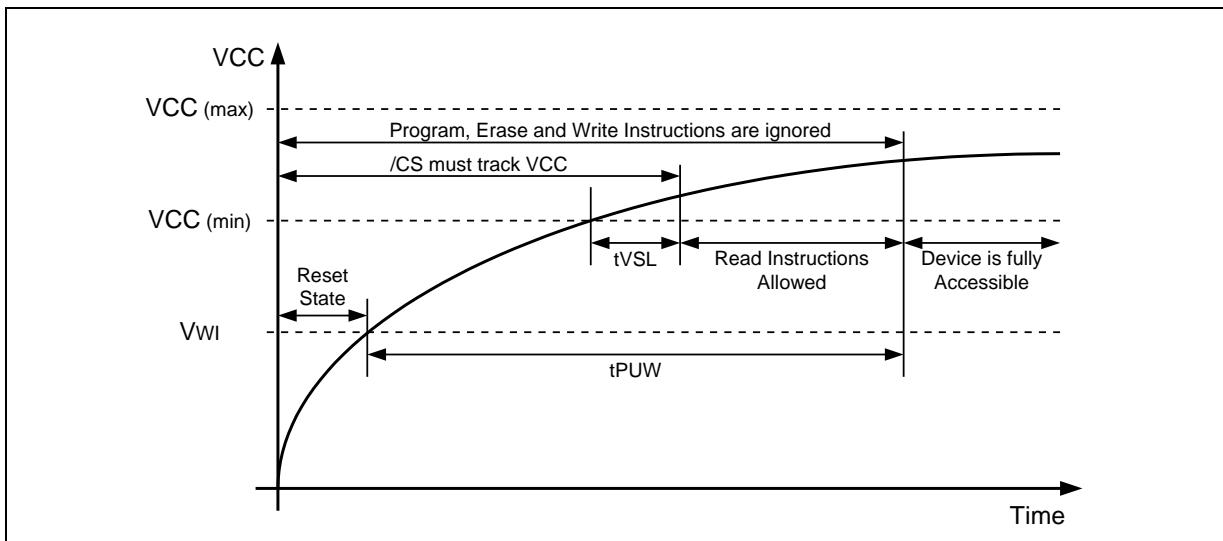 VCC
VCC (max)
Program, Erase and Write Instructions are ignored
/CS must track VCC
VCC (min)
tVSL
Read Instructions
Allowed
Device is fully
Accessible
Reset
State
VWI
tPUW
Time